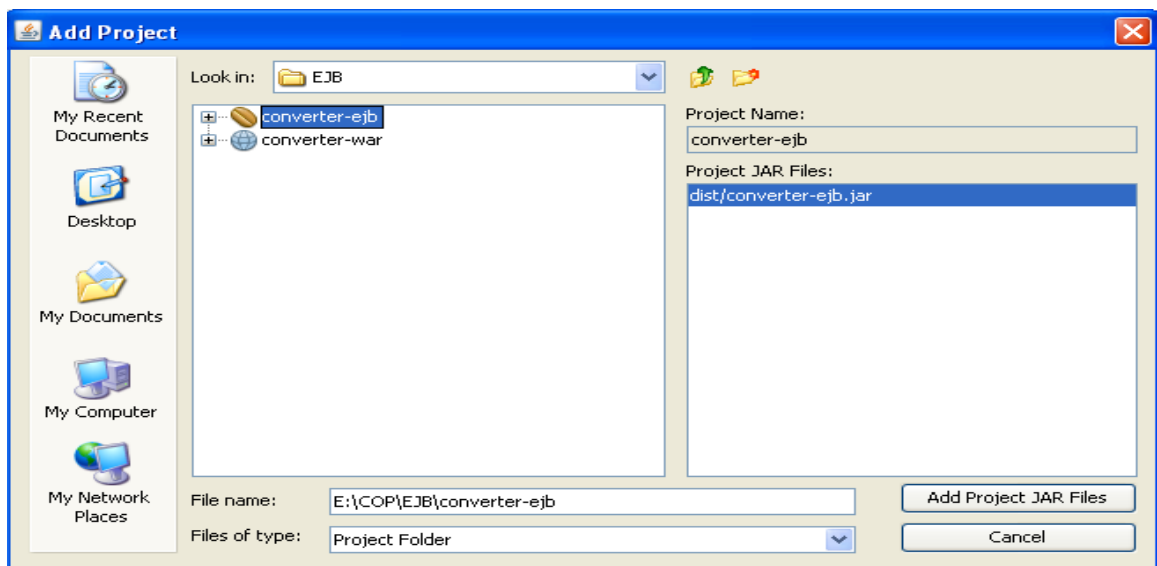 Add Project
Look in: EJB
My Recent
Documents
Desktop
My Documents
My Computer
My Network
Places
converter-ejb
converter-war
Project Name:
converter-ejb
Project JAR Files:
dist/converter-ejb.jar
File name: E:\COP\EJB\converter-ejb
Add Project JAR Files
Files of type: Project Folder
Cancel